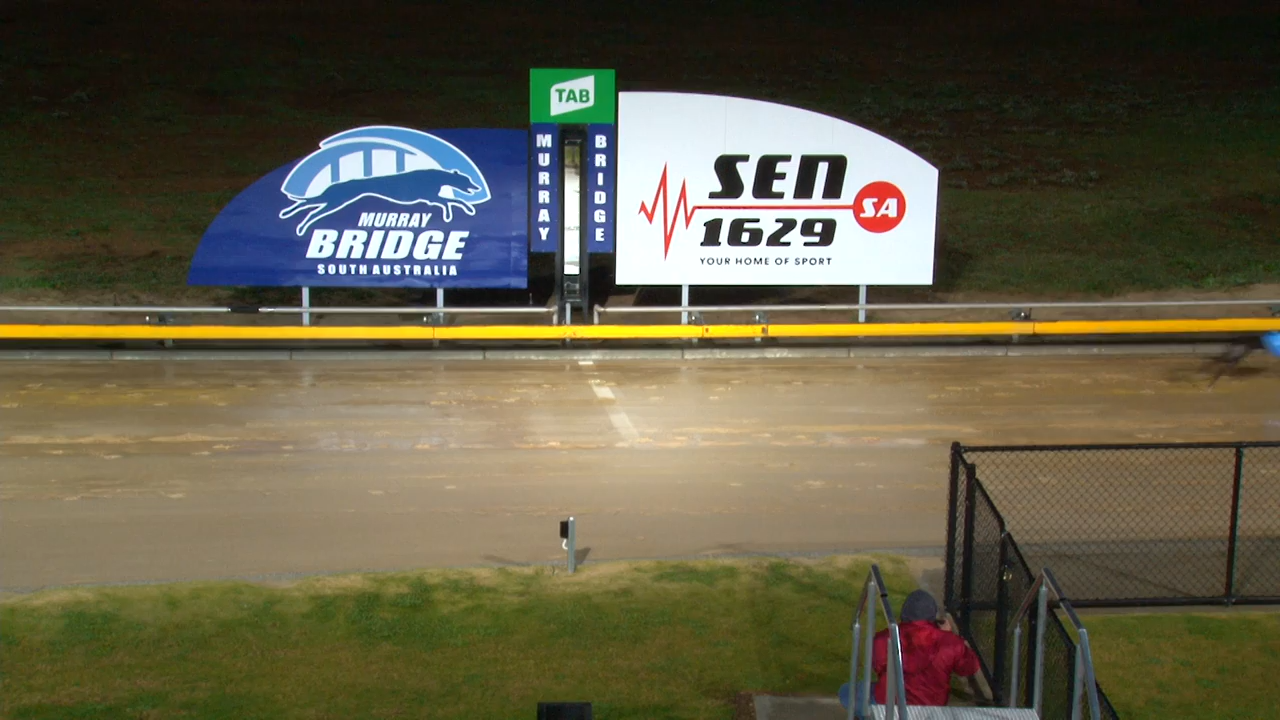 TAB
MURRAY
BRIDGE
MURRAY
BRIDGE
SOUTH AUSTRALIA
SEN
SA
1629
YOUR HOME OF SPORT